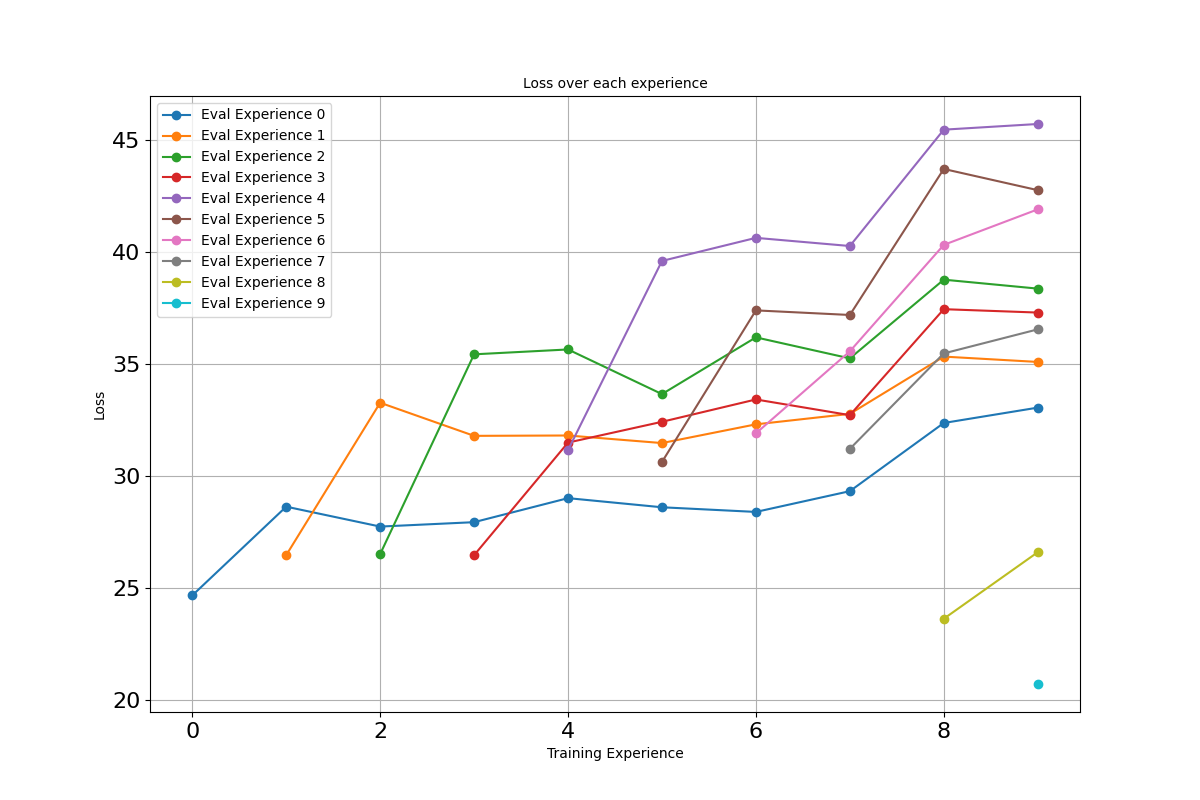 Loss over each experience
Eval Experience 0
Eval Experience 1
Eval Experience 2
Eval Experience 3
Eval Experience 4
Eval Experience 5
Eval Experience 6
Eval Experience 7
Eval Experience 8
Eval Experience 9
45
40
35
30
25
20
Loss
0 2 4 6 8
Training Experience